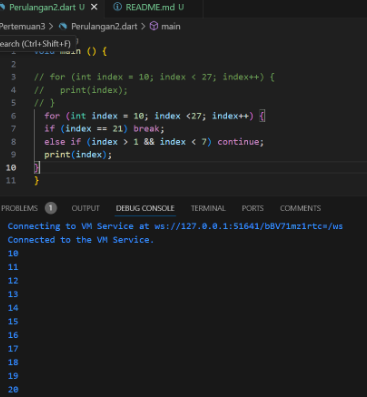 Perulangan2.dart U X README.md U
Pertemuan3 > Perulangan2.dart > main
earch (Ctrl+Shift+F)
1 void main () {
2
3 // for (int index = 10; index < 27; index++) {
4 //   print(index);
5 // }
6   for (int index = 10; index <27; index++) {
7   if (index == 21) break;
8   else if (index > 1 && index < 7) continue;
9   print(index);
10 }
11 }
PROBLEMS 1 OUTPUT DEBUG CONSOLE TERMINAL PORTS COMMENTS
Connecting to VM Service at ws://127.0.0.1:51641/bBV71mz1rtc=/ws
Connected to the VM Service.
10
11
12
13
14
15
16
17
18
19
20